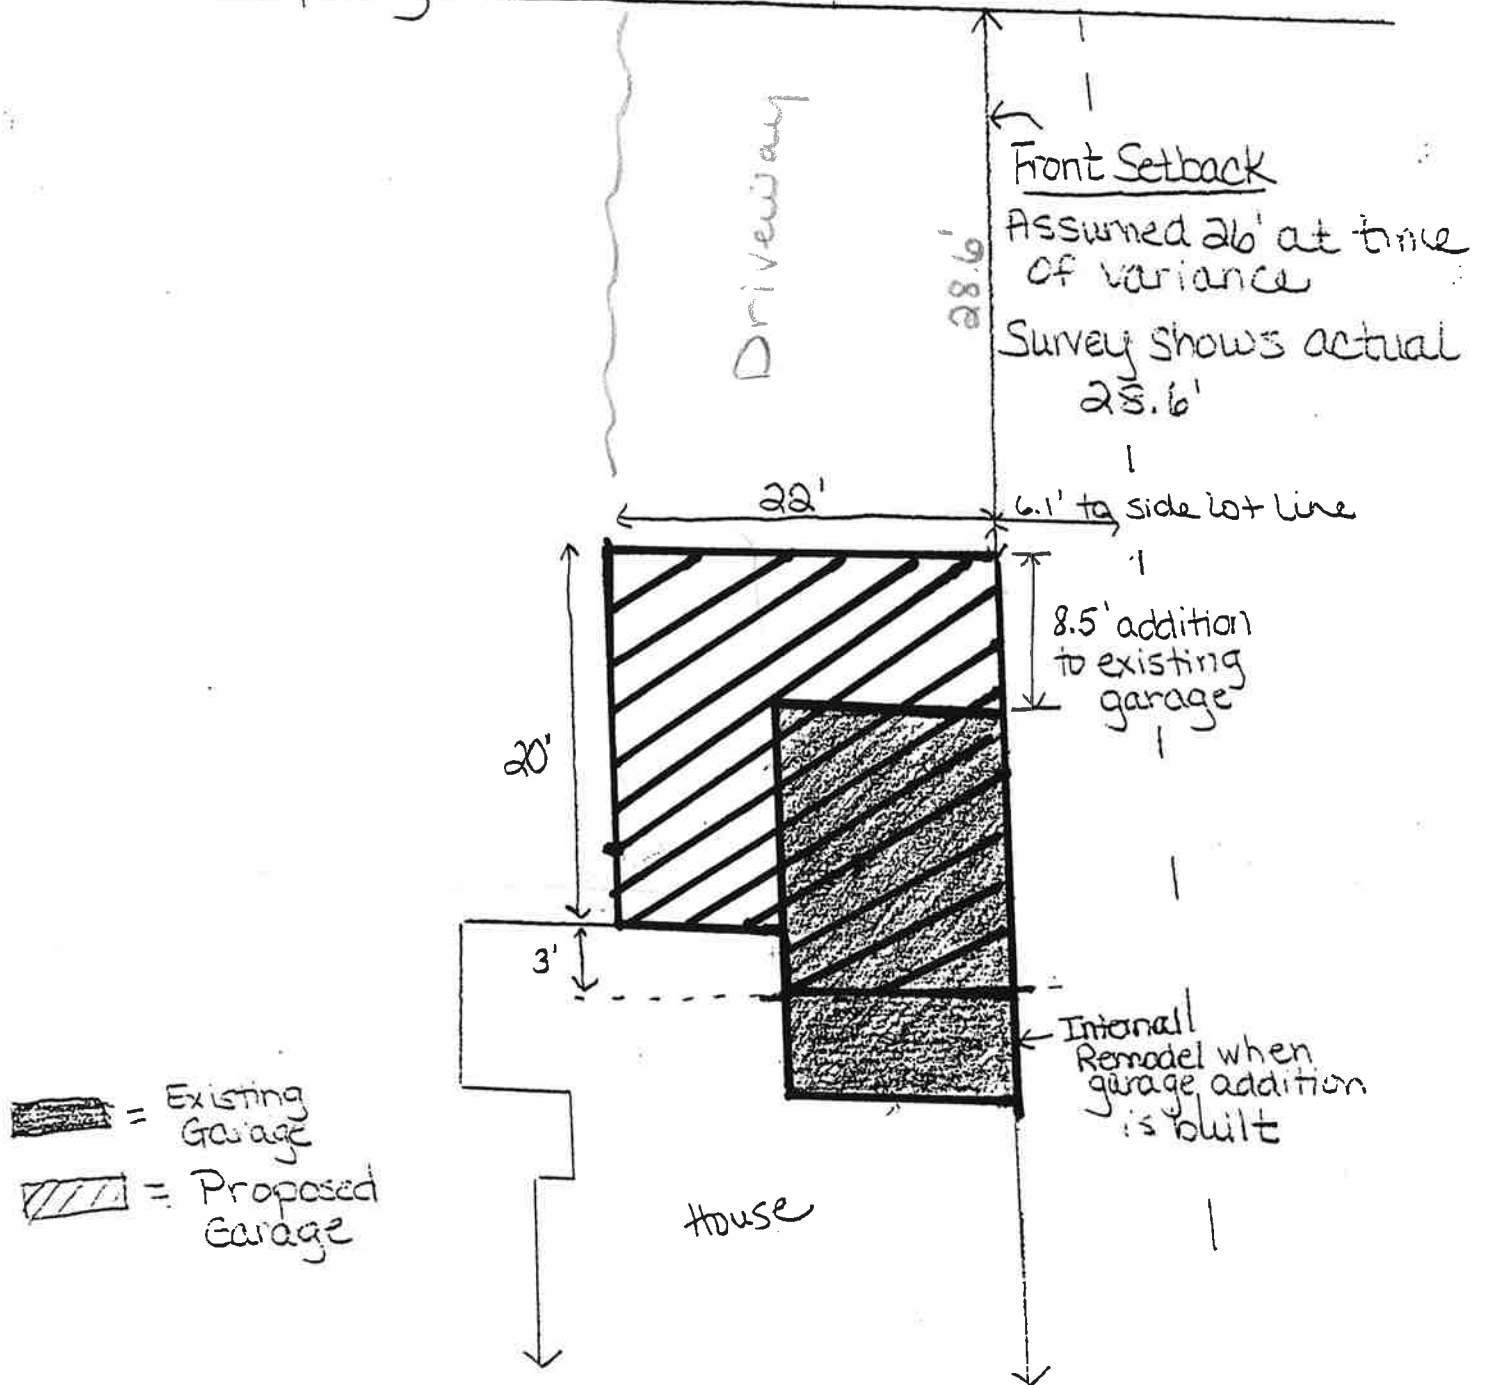 Driveway
28.6'
Front Setback
Assumed 26' at time
of variance
Survey shows actual
28.6'
22'
6.1' to side lot line
8.5' addition
to existing
garage
20'
3'
Internal
Remodel when
garage addition
is built
= Existing
Garage
= Proposed
Garage
House